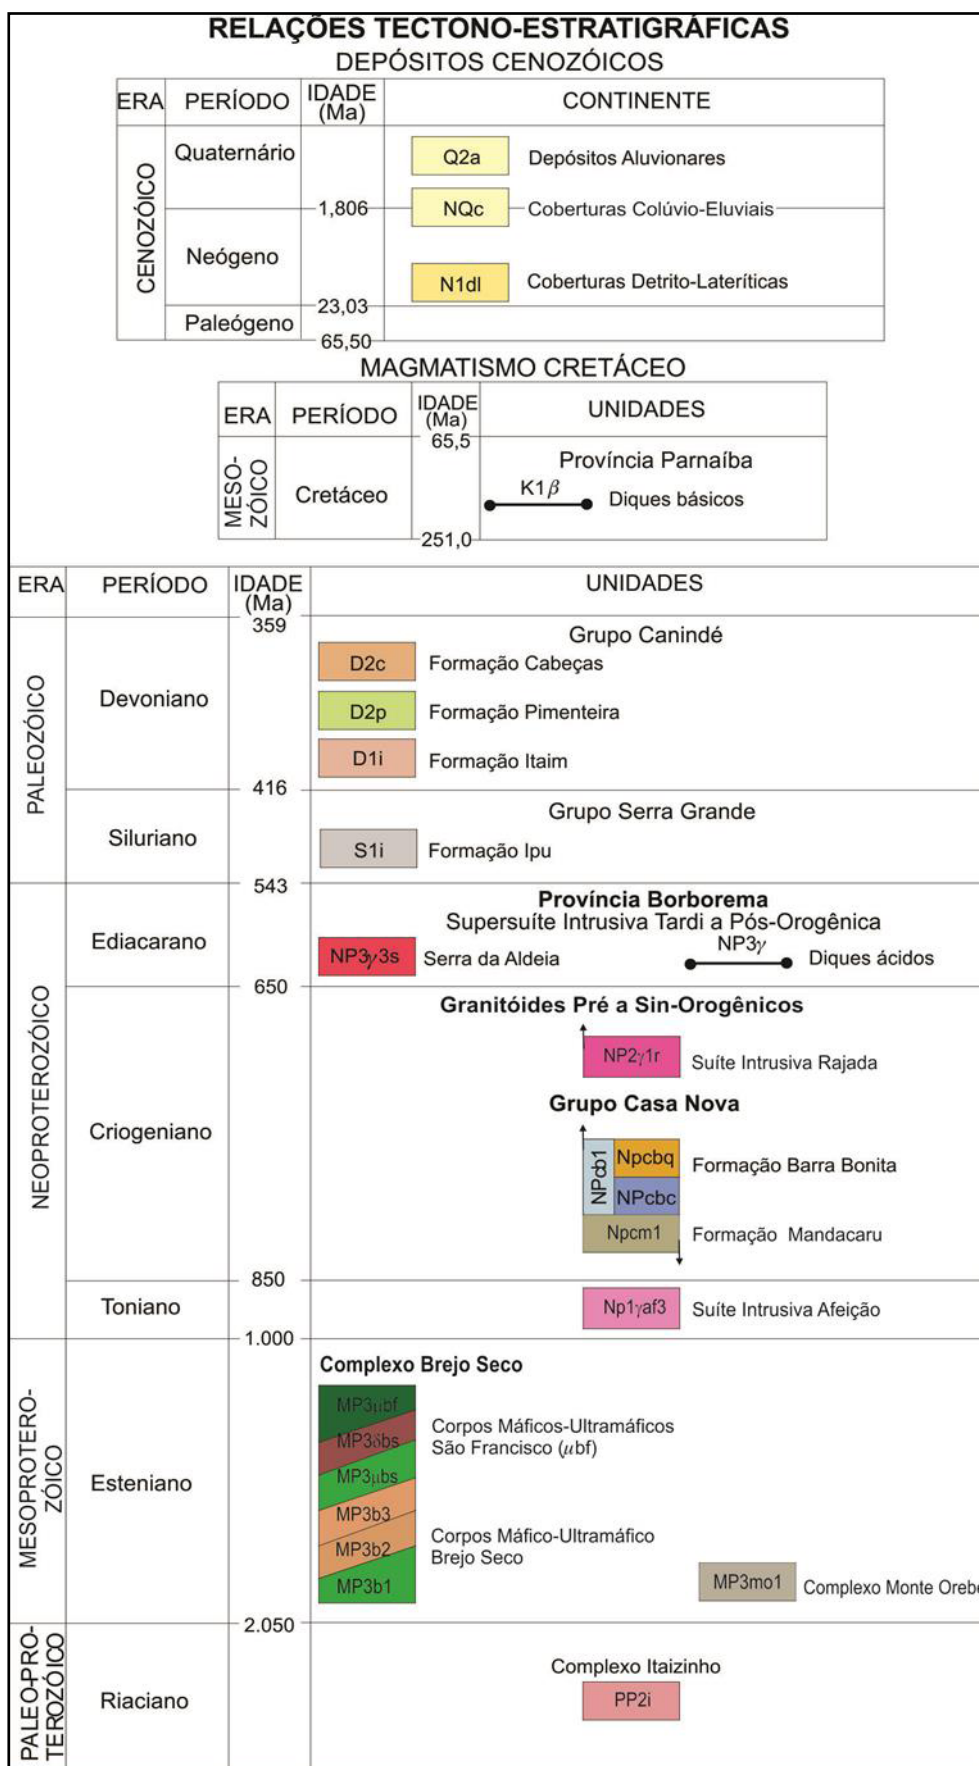 RELAÇÕES TECTONO-ESTRATIGRÁFICAS
DEPÓSITOS CENOZÓICOS
ERA PERÍODO IDADE (Ma) CONTINENTE
CENOZÓICO
Quaternário
Q2a Depósitos Aluvionares
1,806 NQc Coberturas Colúvio-Eluviais
Neógeno
N1dl Coberturas Detrito-Lateríticas
23,03
Paleógeno
65,50
MAGMATISMO CRETÁCEO
ERA PERÍODO IDADE (Ma) UNIDADES
65,5
MESO-
ZÓICO
Cretáceo
Província Parnaíba
K1β Diques básicos
251,0
ERA PERÍODO IDADE (Ma) UNIDADES
359
PALEOZÓICO
Grupo Canindé
D2c Formação Cabeças
Devoniano
D2p Formação Pimenteira
D1i Formação Itaim
416
Grupo Serra Grande
Siluriano
S1i Formação Ipu
543
NEOPROTEROZÓICO
Província Borborema
Supersuíte Intrusiva Tardi a Pós-Orogênica
Ediacarano
NP3γ3s Serra da Aldeia
NP3γ Diques ácidos
650
Granitóides Pré a Sin-Orogênicos
NP2γ1r Suíte Intrusiva Rajada
Grupo Casa Nova
Criogeniano
NPcb1 Npcbq NPcbc Formação Barra Bonita
Npcm1 Formação Mandacaru
850
Toniano
Np1γaf3 Suíte Intrusiva Afeição
1.000
MESOPROTERO-
ZÓICO
Complexo Brejo Seco
MP3μbf
MP3δbs
Corpos Máficos-Ultramáficos
São Francisco (μbf)
Esteniano
MP3μbs
MP3b3
MP3b2
Corpos Máfico-Ultramáfico
Brejo Seco
MP3b1
MP3mo1 Complexo Monte Orebe
2.050
PALEO-PRO-
TEROZÓICO
Complexo Itaizinho
Riaciano
PP2i